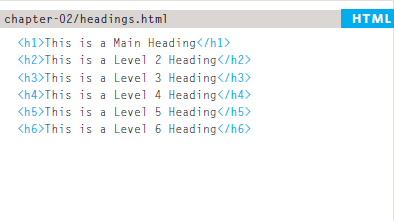 chapter-02/headings.html HTML
<h1>This is a Main Heading</h1>
<h2>This is a Level 2 Heading</h2>
<h3>This is a Level 3 Heading</h3>
<h4>This is a Level 4 Heading</h4>
<h5>This is a Level 5 Heading</h5>
<h6>This is a Level 6 Heading</h6>